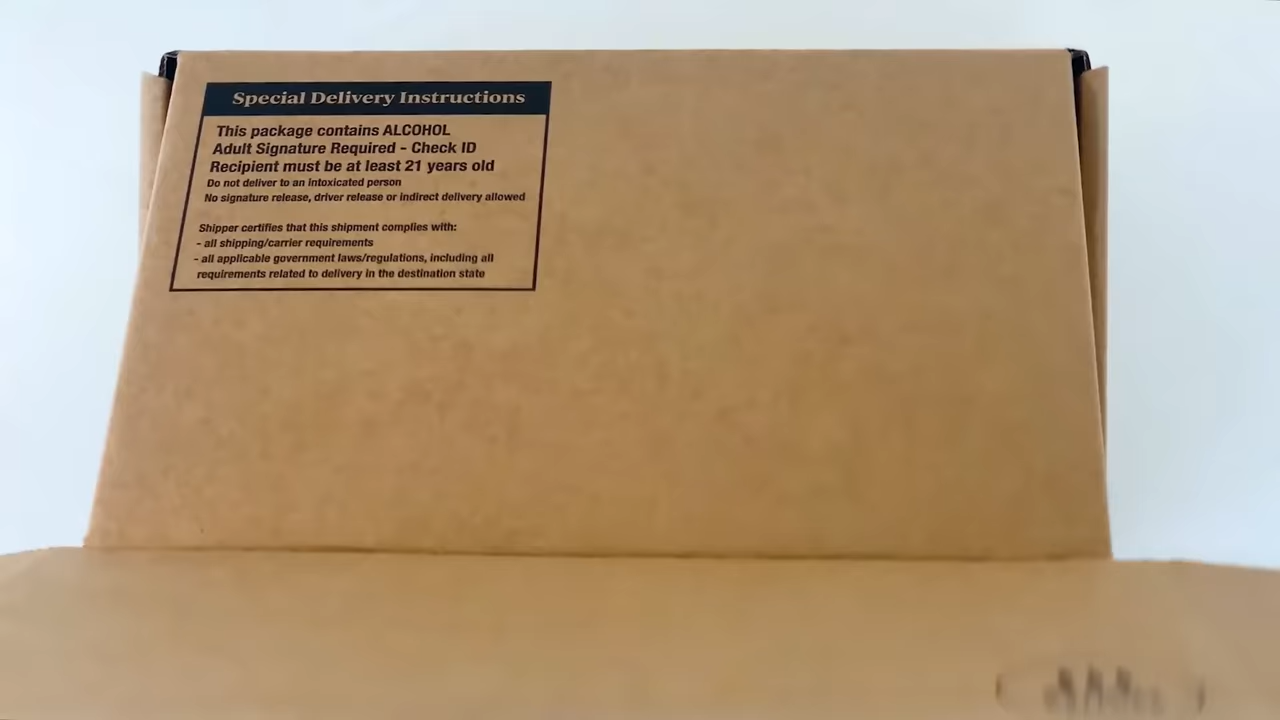 Special Delivery Instructions
This package contains ALCOHOL
Adult Signature Required - Check ID
Recipient must be at least 21 years old
Do not deliver to an intoxicated person
No signature release, driver release or indirect delivery allowed
Shipper certifies that this shipment complies with:
- all shipping/carrier requirements
- all applicable government laws/regulations, including all
requirements related to delivery in the destination state